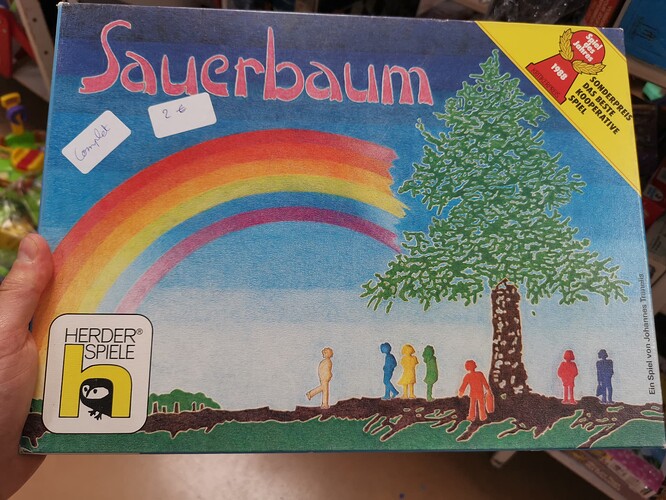 Sauerbaum
Complet
2 €
Spiel
des
Jahres
1988
SONDERPREIS
DAS BESTE
KOOPERATIVE
SPIEL
HERDER®
SPIELE
h
Ein Spiel von Johannes Tranelis